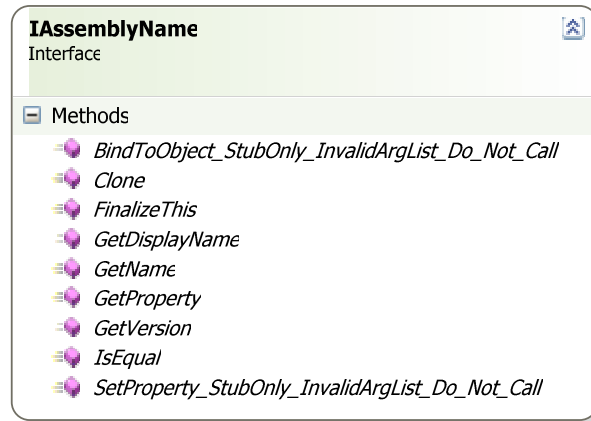 IAssemblyName
Interface
Methods
BindToObject_StubOnly_InvalidArgList_Do_Not_Call
Clone
FinalizeThis
GetDisplayName
GetName
GetProperty
GetVersion
IsEqual
SetProperty_StubOnly_InvalidArgList_Do_Not_Call